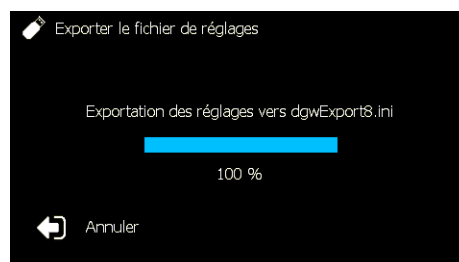 Exporter le fichier de réglages
Exportation des réglages vers dgwExport8.ini
100 %
Annuler